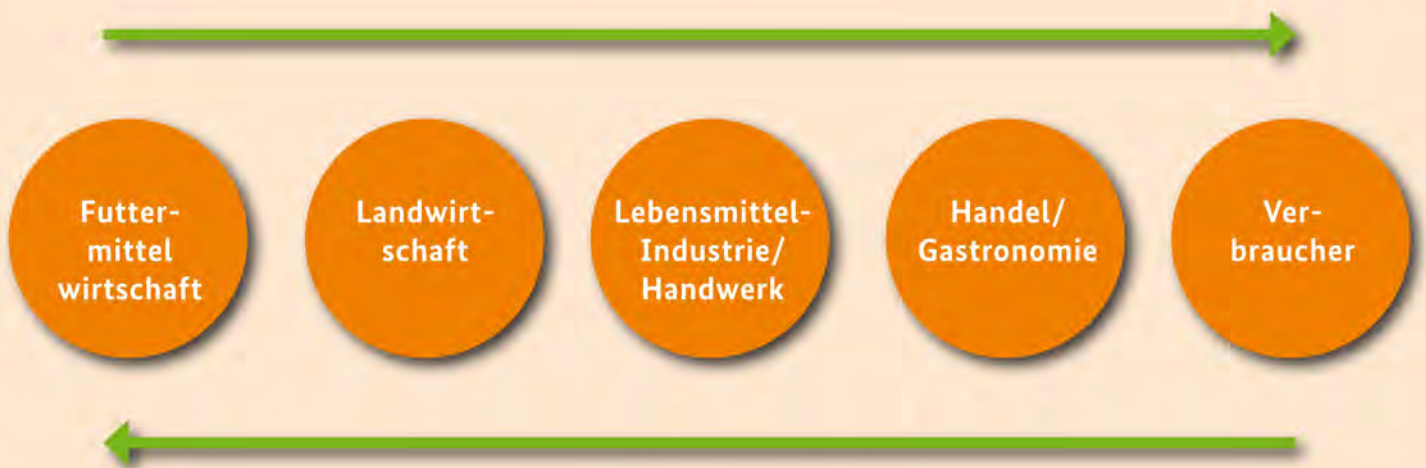 Futter-
mittel
wirtschaft
Landwirt-
schaft
Lebensmittel-
Industrie/
Handwerk
Handel/
Gastronomie
Ver-
braucher